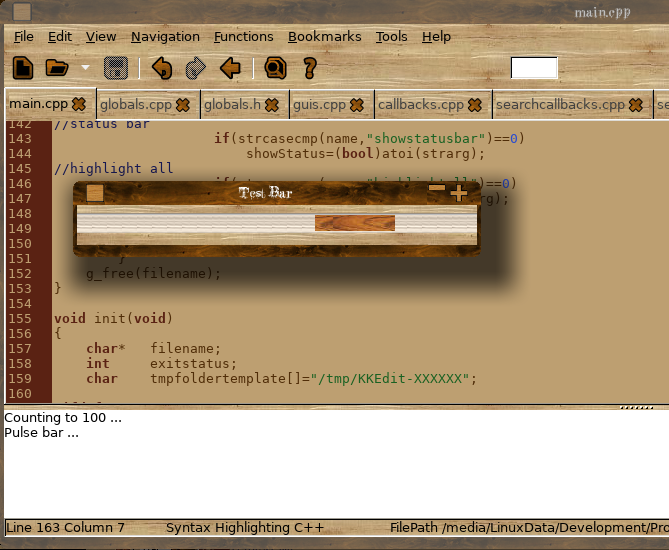 main.cpp
File Edit View Navigation Functions Bookmarks Tools Help
main.cpp globals.cpp globals.h guis.cpp callbacks.cpp searchcallbacks.cpp se
142 //status bar
143 if(strcasecmp(name,"showstatusbar")==0)
144 showStatus=(bool)atoi(strarg);
145 //highlight all
146 ==0)
147 rg);
Test Bar
148
149
150
151 }
152 g_free(filename);
153 }
154
155 void init(void)
156 {
157 char* filename;
158 int exitstatus;
159 char tmpfoldertemplate[]="/tmp/KKEdit-XXXXXX";
160
Counting to 100 ...
Pulse bar ...
Line 163 Column 7 Syntax Highlighting C++ FilePath /media/LinuxData/Development/Pro